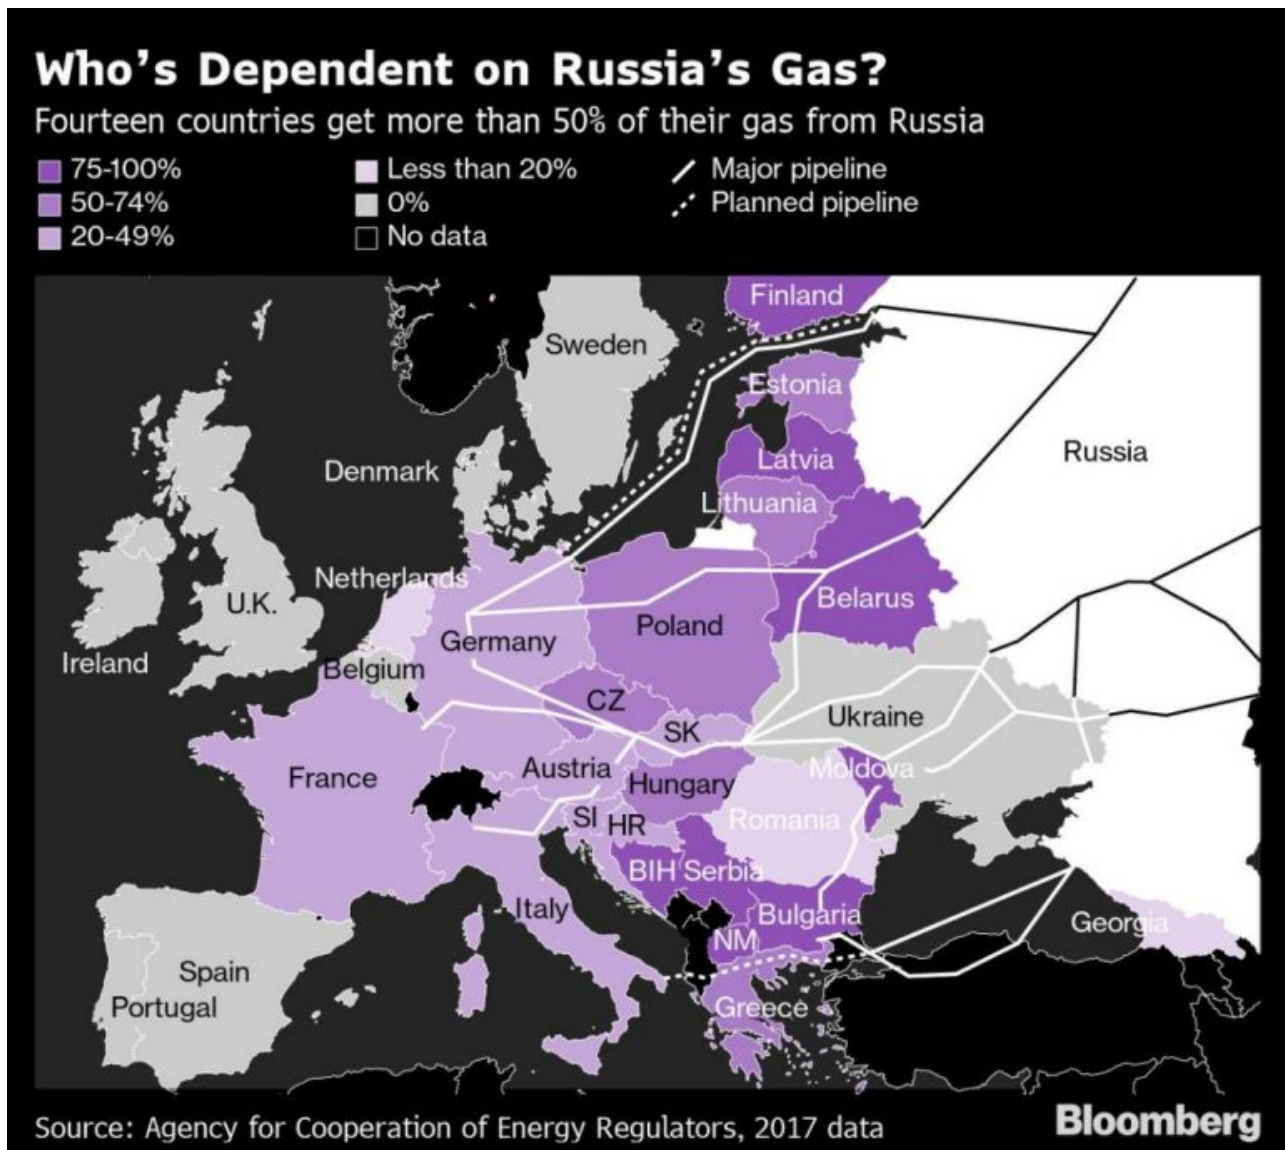 Who's Dependent on Russia's Gas?
Fourteen countries get more than 50% of their gas from Russia
75-100%
50-74%
20-49%
Less than 20%
0%
No data
Major pipeline
Planned pipeline
Finland
Sweden
Estonia
Russia
Latvia
Denmark
Lithuania
Netherlands
Belarus
U.K.
Poland
Germany
Ireland
Belgium
CZ
Ukraine
SK
France
Austria
Moldova
Hungary
SI
HR
Romania
BIH
Serbia
Italy
Bulgaria
Georgia
NM
Spain
Portugal
Greece
Source: Agency for Cooperation of Energy Regulators, 2017 data
Bloomberg